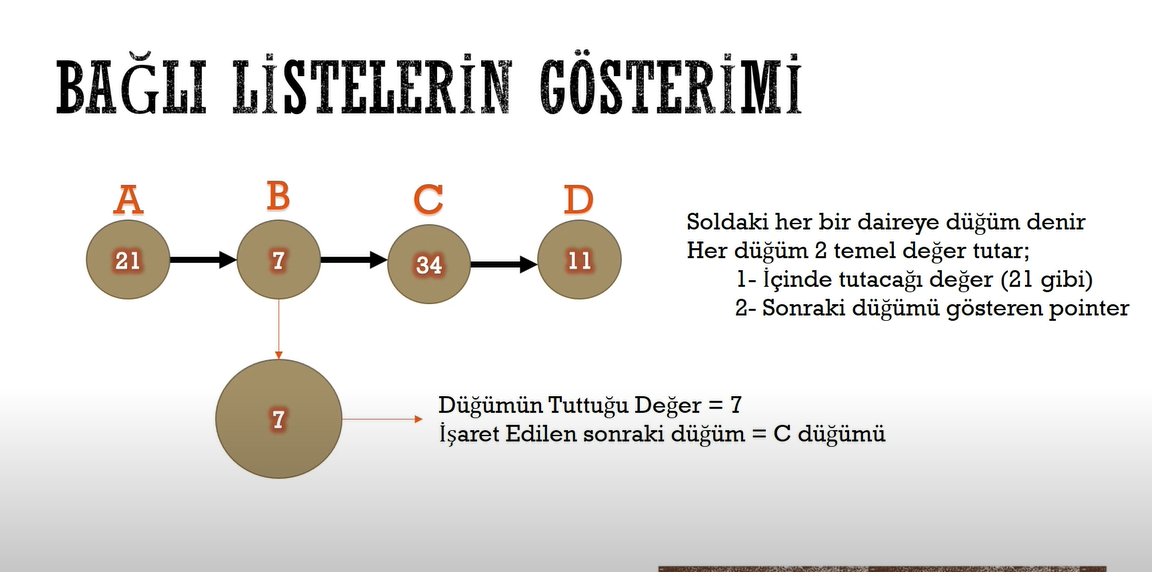 BAĞLI LİSTELERİN GÖSTERİMİ
A B C D
21 7 34 11
Soldaki her bir daireye düğüm denir
Her düğüm 2 temel değer tutar;
1- İçinde tutacağı değer (21 gibi)
2- Sonraki düğümü gösteren pointer
7
Düğümün Tuttuğu Değer = 7
İşaret Edilen sonraki düğüm = C düğümü